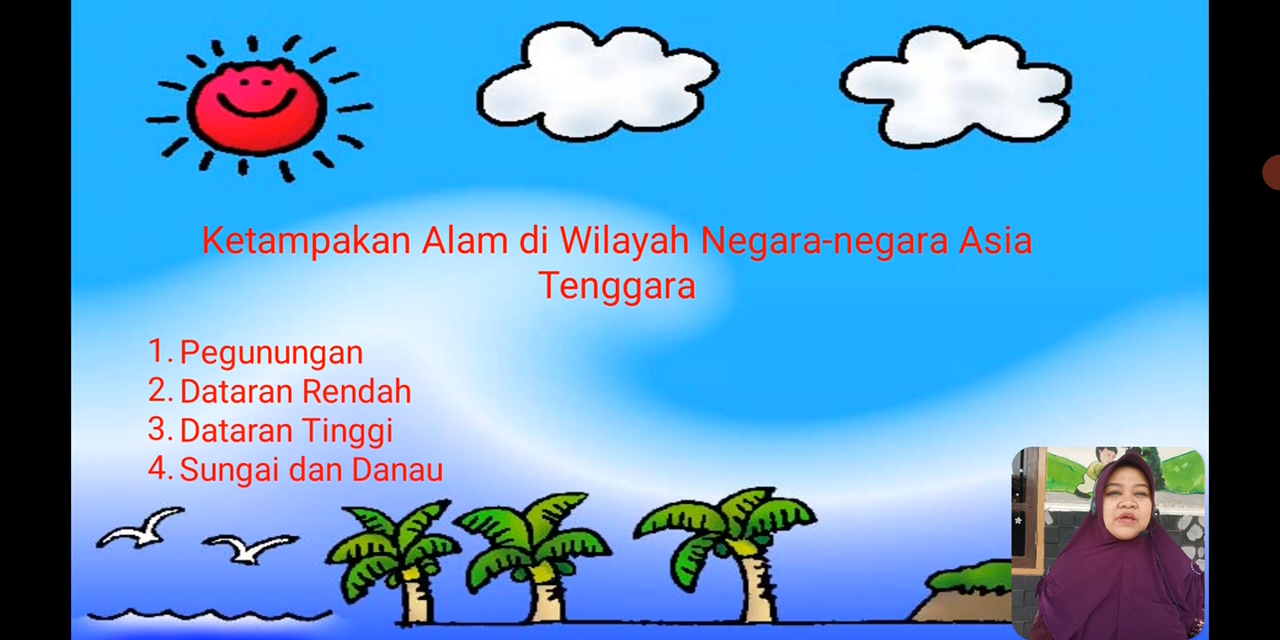 Ketampakan Alam di Wilayah Negara-negara Asia
Tenggara
1. Pegunungan
2. Dataran Rendah
3. Dataran Tinggi
4. Sungai dan Danau